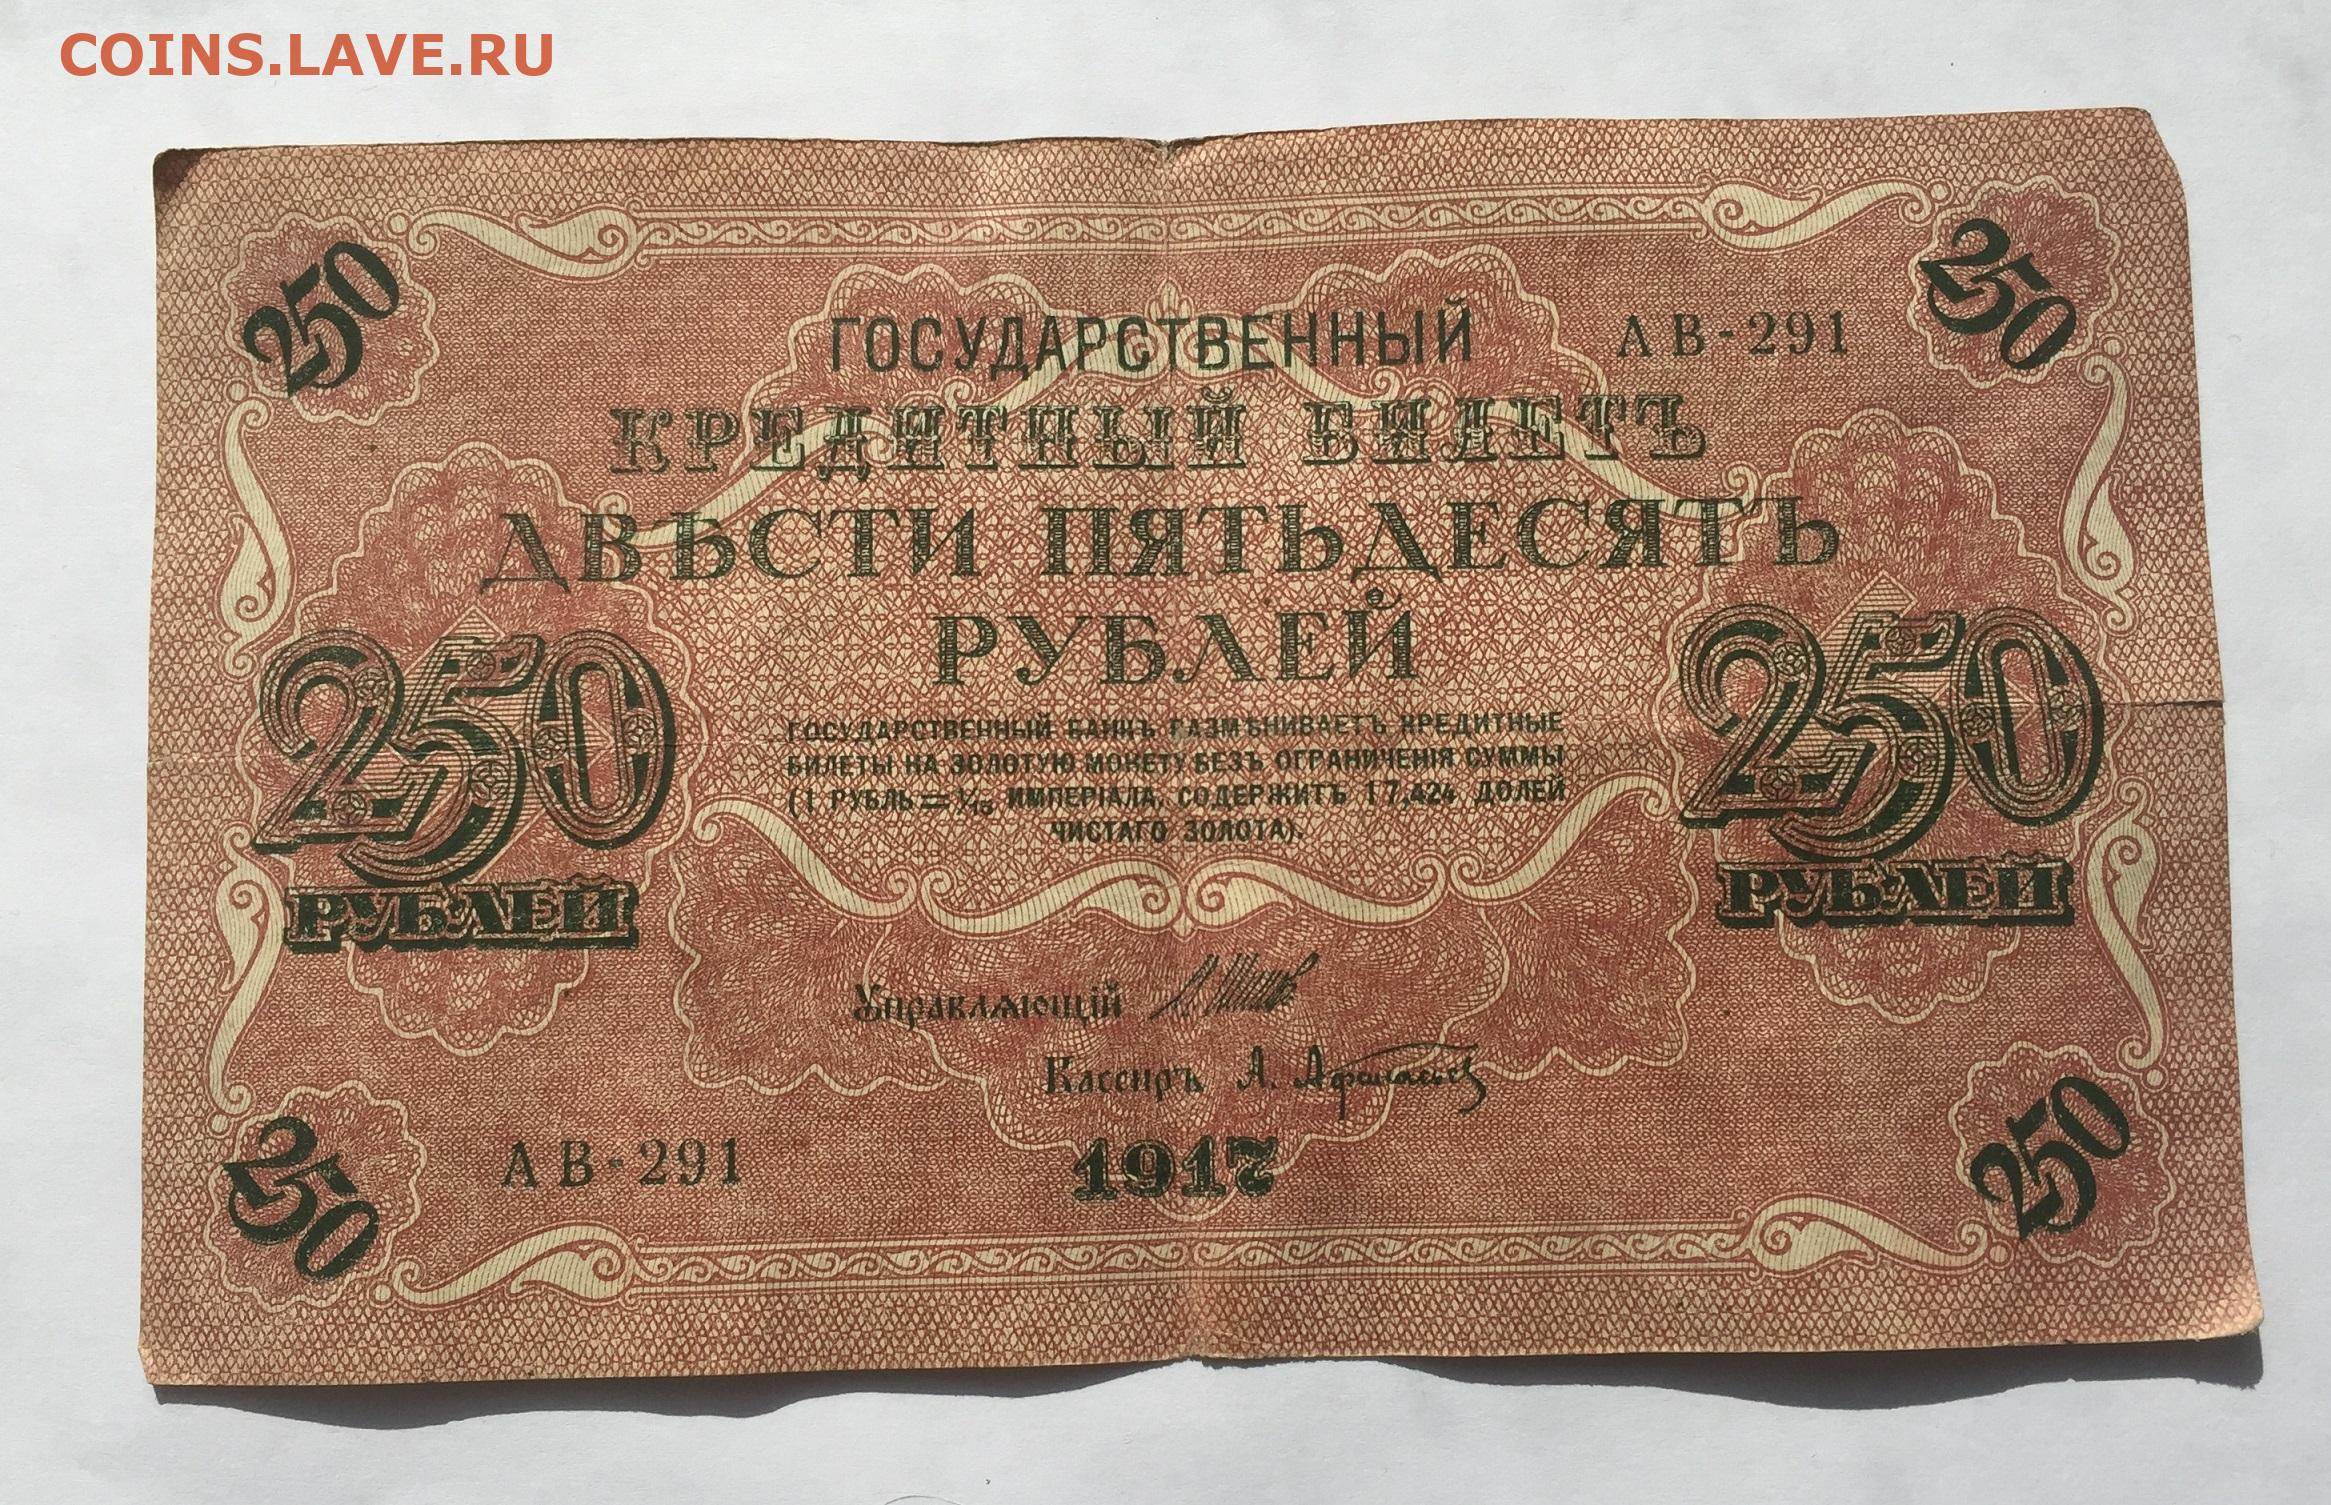 COINS.LAVE.RU
250
250
ГОСУДАРСТВЕННЫЙ
АВ-291
КРЕДИТНЫЙ БИЛЕТЪ
ДВѢСТИ ПЯТЬДЕСЯТЪ
РУБЛЕЙ
250
РУБЛЕЙ
ГОСУДАРСТВЕННЫЙ БАНКЪ РАЗМѢНИВАЕТЪ КРЕДИТНЫЕ
БИЛЕТЫ НА ЗОЛОТУЮ МОНЕТУ БЕЗЪ ОГРАНИЧЕНІЯ СУММЫ
(1 РУБЛЬ = 1/15 ИМПЕРІАЛА, СОДЕРЖИТЪ 17,424 ДОЛЕЙ
ЧИСТАГО ЗОЛОТА).
250
РУБЛЕЙ
Управляющій
Кассиръ А. Афанасьев
АВ-291
1917
250
250